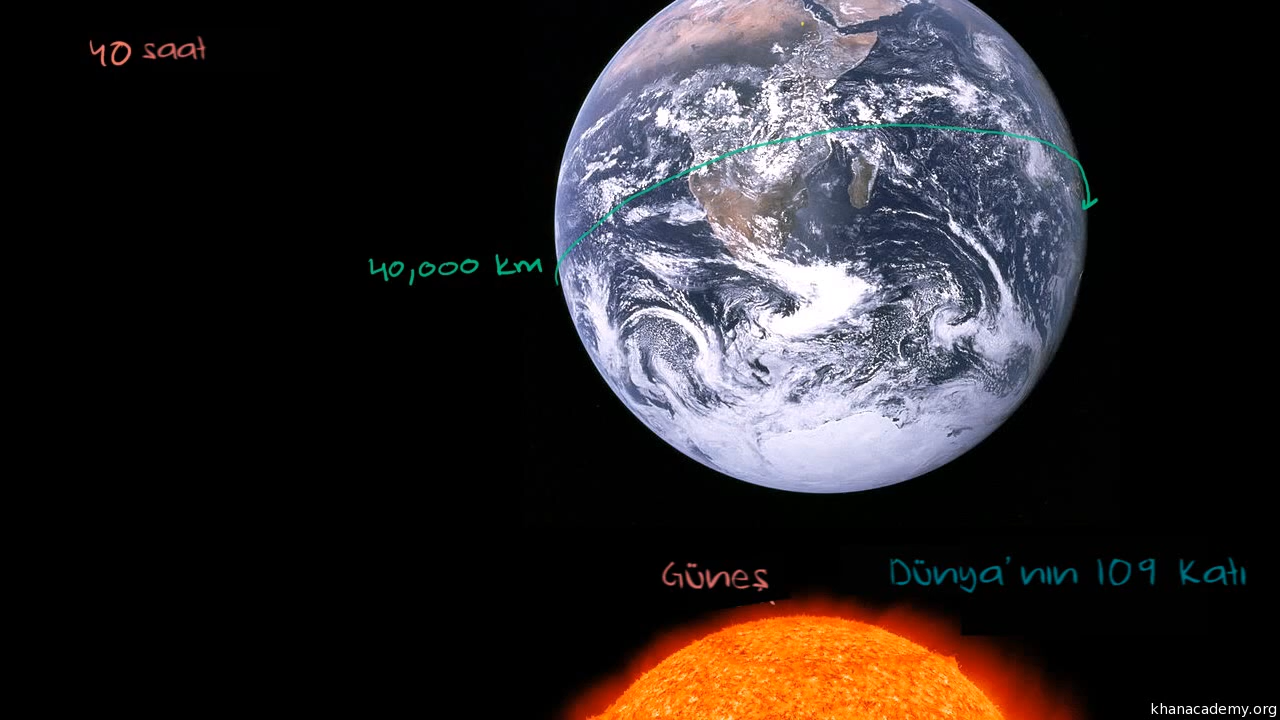 40 saat
40,000 km
Güneş
Dünya'nın 109 Katı
khanacademy.org